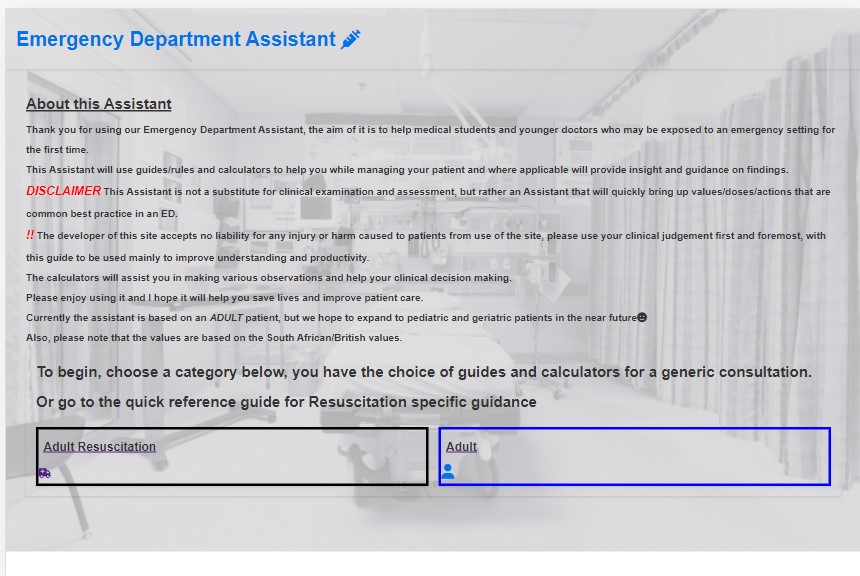 Emergency Department Assistant
About this Assistant
Thank you for using our Emergency Department Assistant, the aim of it is to help medical students and younger doctors who may be exposed to an emergency setting for
the first time.
This Assistant will use guides/rules and calculators to help you while managing your patient and where applicable will provide insight and guidance on findings.
DISCLAIMER This Assistant is not a substitute for clinical examination and assessment, but rather an Assistant that will quickly bring up values/doses/actions that are
common best practice in an ED.
!! The developer of this site accepts no liability for any injury or harm caused to patients from use of the site, please use your clinical judgement first and foremost, with
this guide to be used mainly to improve understanding and productivity.
The calculators will assist you in making various observations and help your clinical decision making.
Please enjoy using it and I hope it will help you save lives and improve patient care.
Currently the assistant is based on an ADULT patient, but we hope to expand to pediatric and geriatric patients in the near future
Also, please note that the values are based on the South African/British values.
To begin, choose a category below, you have the choice of guides and calculators for a generic consultation.
Or go to the quick reference guide for Resuscitation specific guidance
Adult Resuscitation
Adult